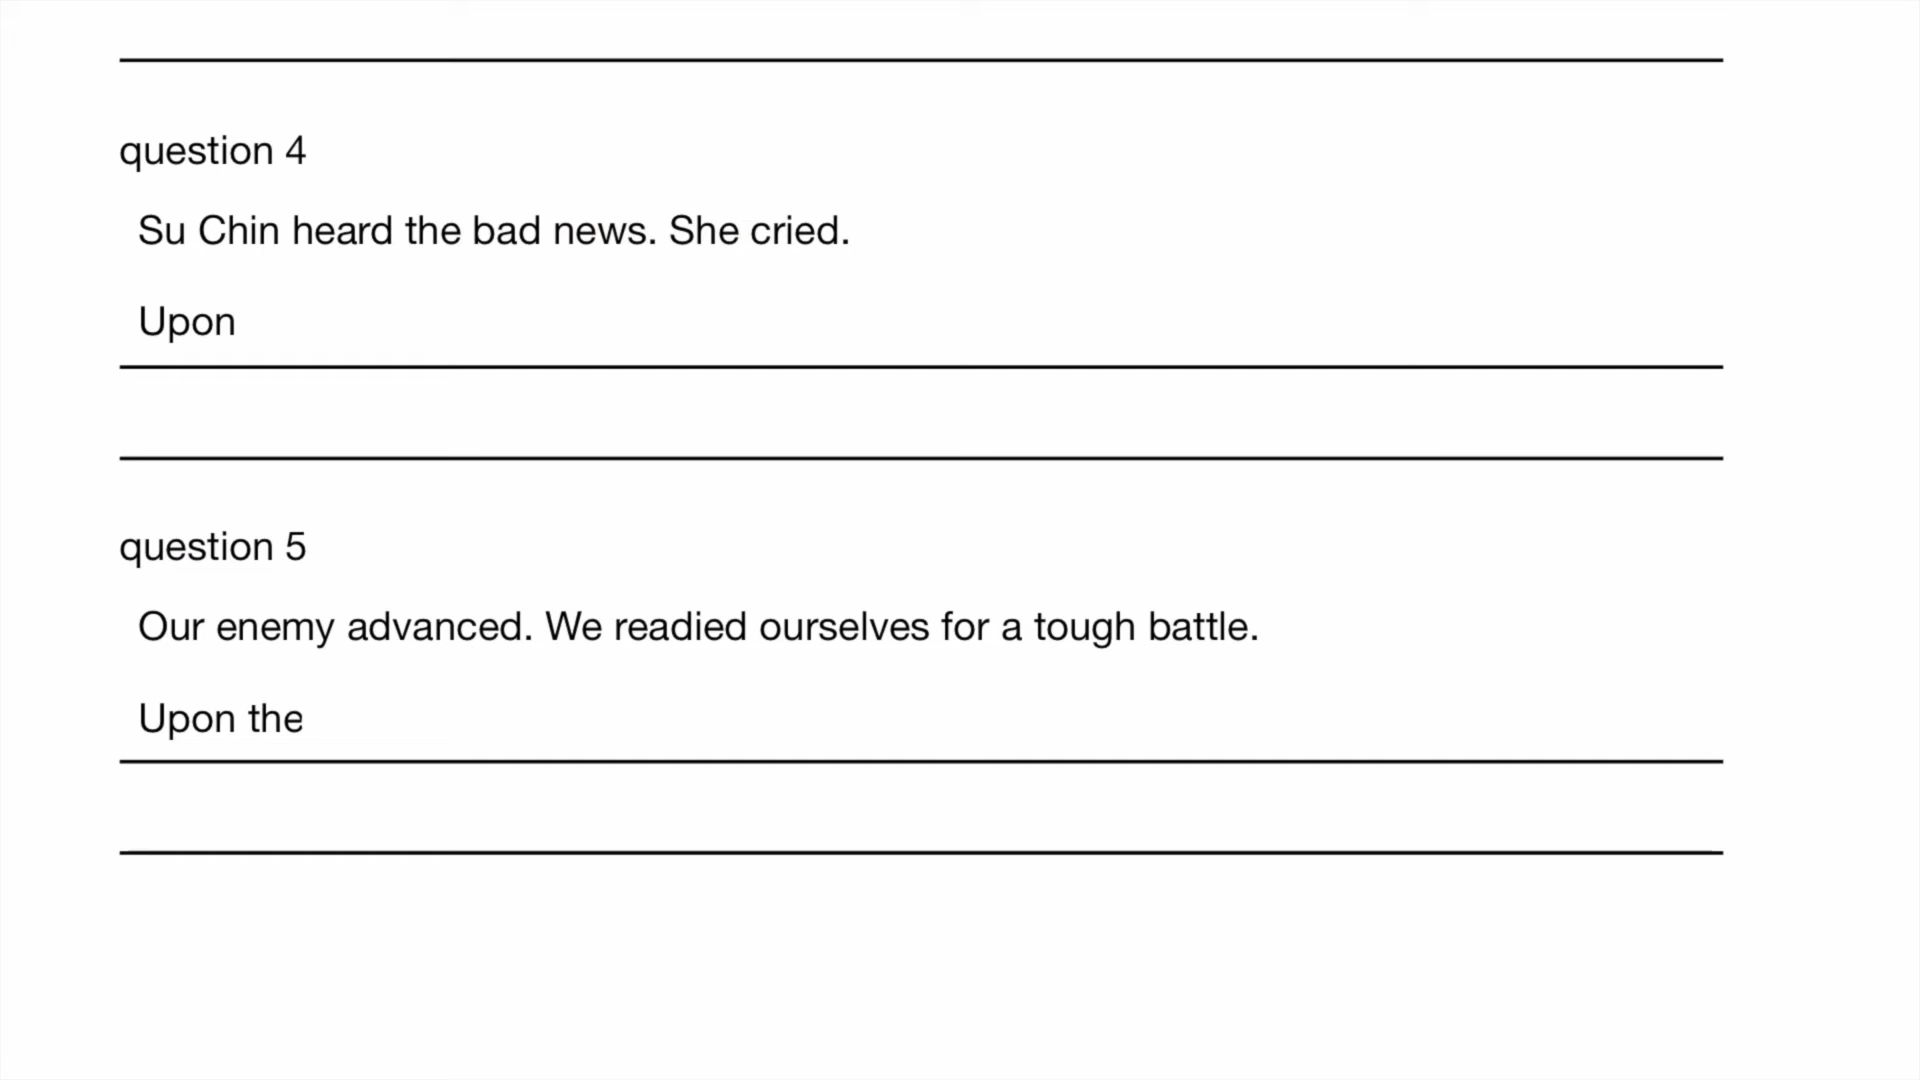 question 4
Su Chin heard the bad news. She cried.
Upon
question 5
Our enemy advanced. We readied ourselves for a tough battle.
Upon the